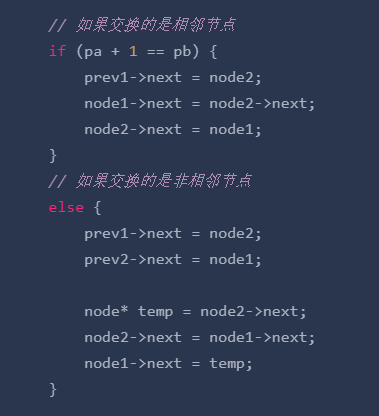 // 如果交换的是相邻节点
if (pa + 1 == pb) {
prev1->next = node2;
node1->next = node2->next;
node2->next = node1;
}
// 如果交换的是非相邻节点
else {
prev1->next = node2;
prev2->next = node1;
node* temp = node2->next;
node2->next = node1->next;
node1->next = temp;
}